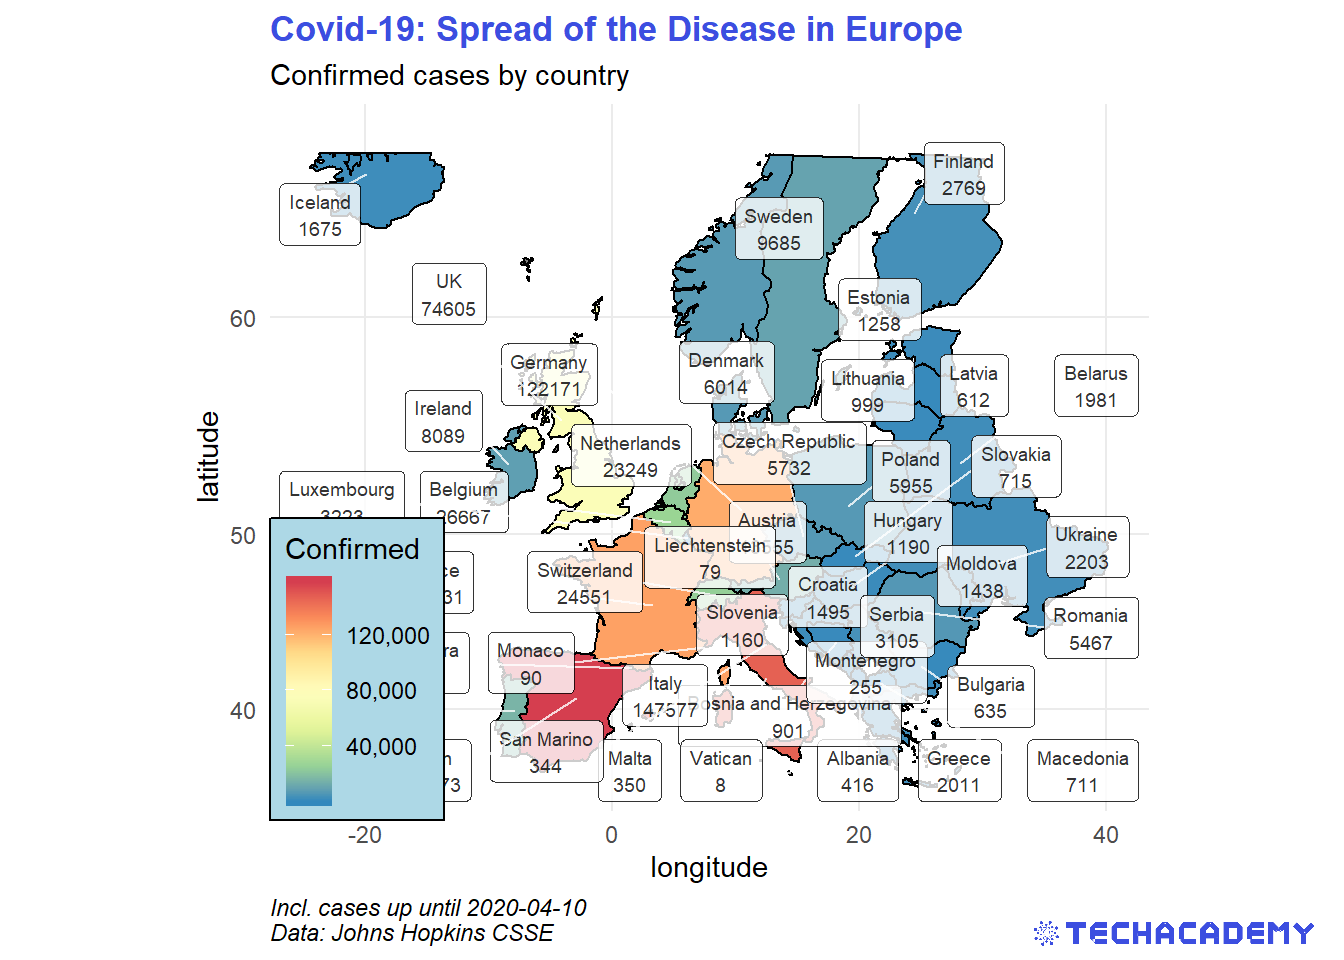 Covid-19: Spread of the Disease in Europe
Confirmed cases by country
Finland
2769
Iceland
1675
Sweden
9685
UK
74605
Estonia
1258
60
Germany
122171
Denmark
6014
Lithuania
999
Latvia
612
Belarus
1981
Ireland
8089
Netherlands
23249
Czech Republic
5732
Poland
5955
Slovakia
715
latitude
Luxembourg
Belgium
26667
Austria
Hungary
1190
Ukraine
2203
50
Confirmed
Liechtenstein
79
Switzerland
24551
Moldova
1438
Croatia
1495
Slovenia
1160
Serbia
3105
Romania
5467
120,000
80,000
40,000
Monaco
90
Montenegro
255
Italy
147577
Bulgaria
635
40
osnia and Herzegovina
901
San Marino
344
Malta
350
Vatican
8
Albania
416
Greece
2011
Macedonia
711
-20
0
20
40
longitude
Incl. cases up until 2020-04-10
Data: Johns Hopkins CSSE
TECHACADEMY